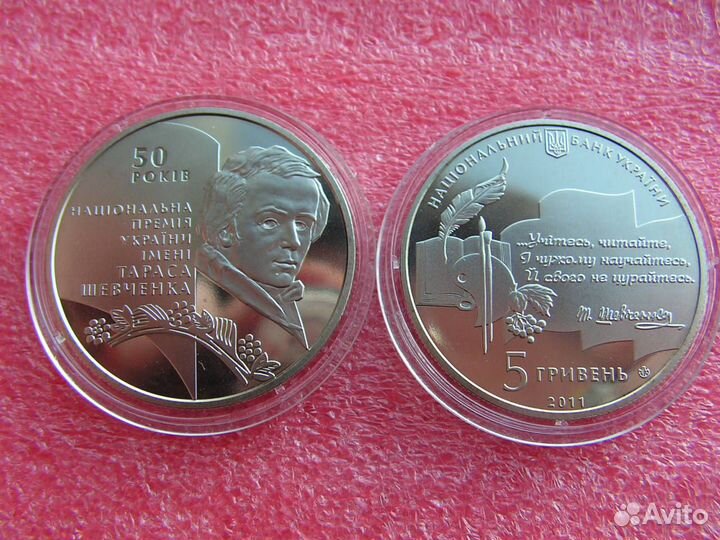 50
РОКІВ
НАЦІОНАЛЬНА
ПРЕМІЯ
УКРАЇНИ
ІМЕНІ
ТАРАСА
ШЕВЧЕНКА
НАЦІОНАЛЬНИЙ БАНК УКРАЇНИ
...Учітесь, читайте,
І чужому научайтесь,
Й свого не цурайтесь.
Т. Шевченко
5 ГРИВЕНЬ
2011
Avito